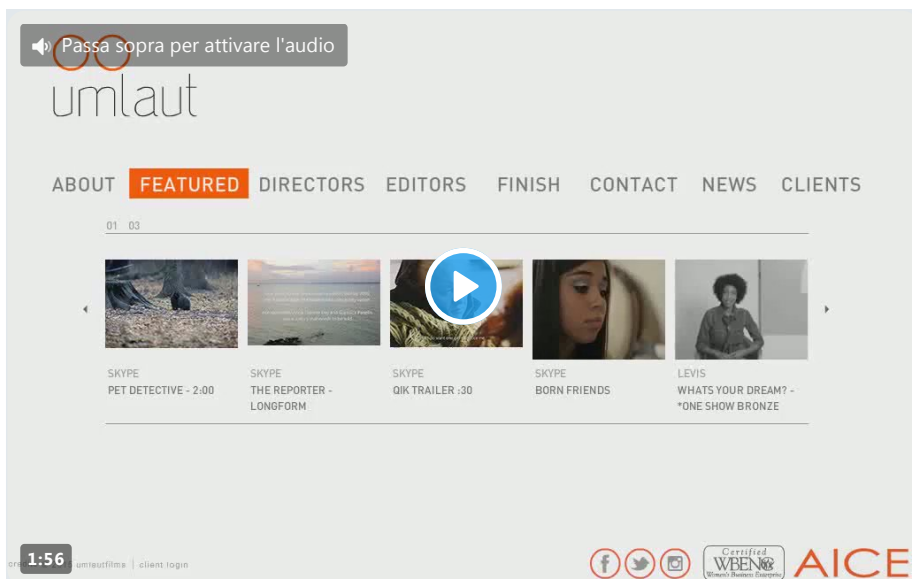 Passa sopra per attivare l'audio
umlaut
ABOUT FEATURED DIRECTORS EDITORS FINISH CONTACT NEWS CLIENTS
01 03
SKYPE
PET DETECTIVE - 2:00
SKYPE
THE REPORTER -
LONGFORM
SKYPE
QIK TRAILER :30
SKYPE
BORN FRIENDS
LEVIS
WHATS YOUR DREAM? -
*ONE SHOW BRONZE
1:56
umlautfilms | client login
Certified
WBENC
Women's Business Enterprise
AICE